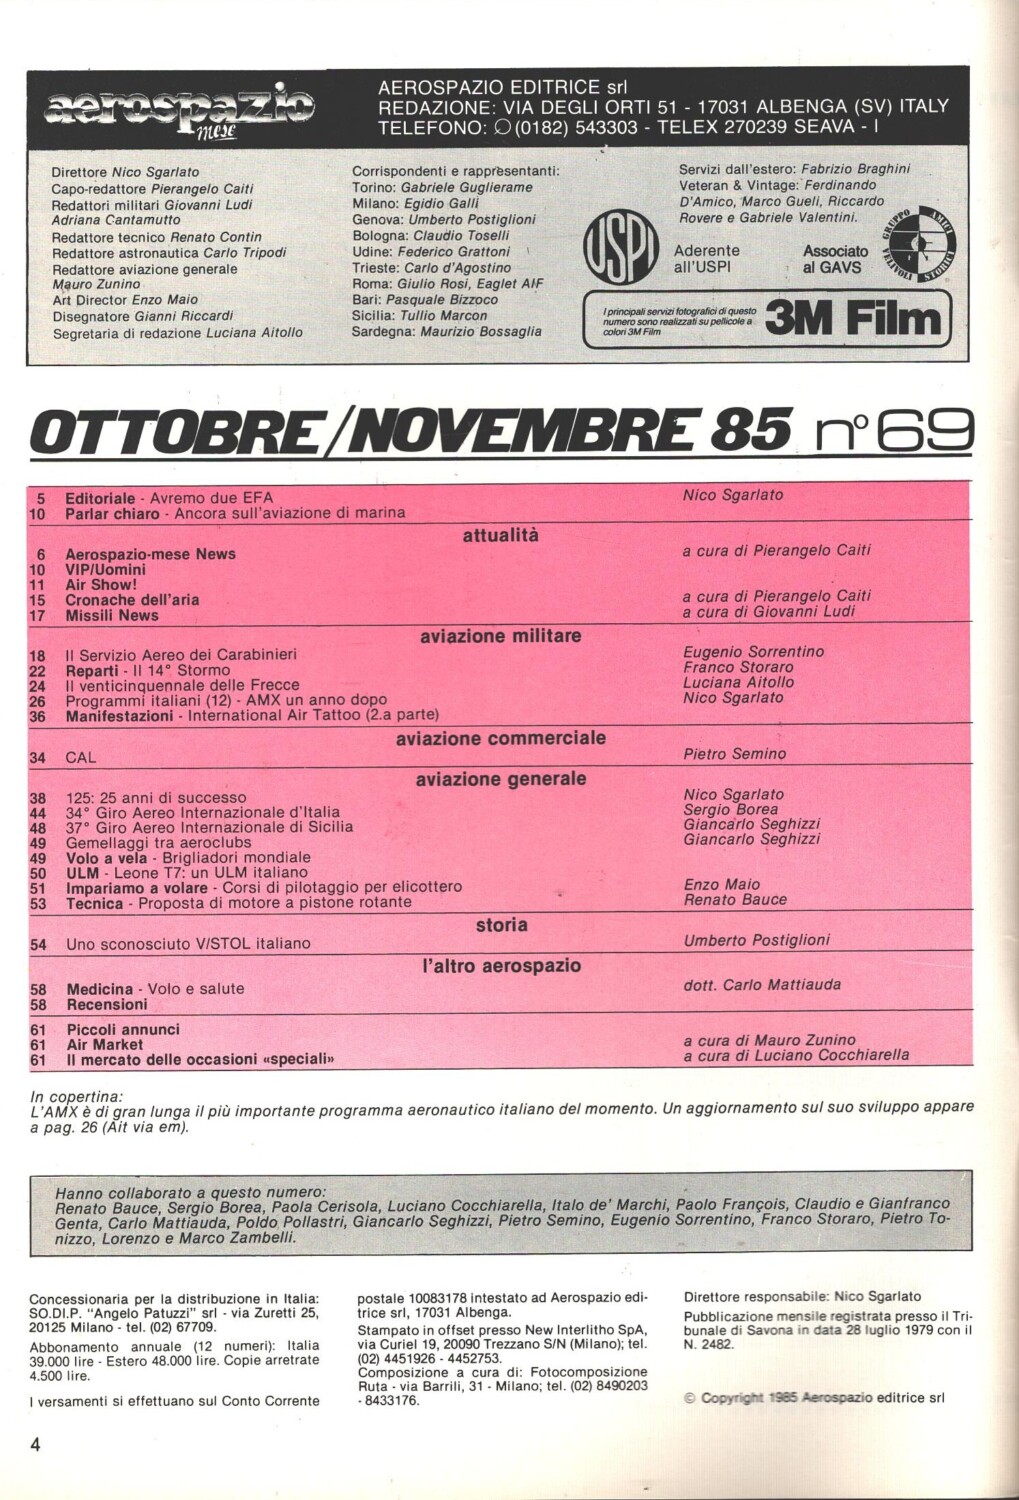 aerospazio
mese
AEROSPAZIO EDITRICE srl
REDAZIONE: VIA DEGLI ORTI 51 - 17031 ALBENGA (SV) ITALY
TELEFONO: (0182) 543303 - TELEX 270239 SEAVA - I
Direttore Nico Sgarlato
Capo-redattore Pierangelo Caiti
Redattori militari Giovanni Ludi
Adriana Cantamutto
Redattore tecnico Renato Contin
Redattore astronautica Carlo Tripodi
Redattore aviazione generale
Mauro Zunino
Art Director Enzo Maio
Disegnatore Gianni Riccardi
Segretaria di redazione Luciana Aitollo
Corrispondenti e rappresentanti:
Torino: Gabriele Guglierame
Milano: Egidio Galli
Genova: Umberto Postiglioni
Bologna: Claudio Toselli
Udine: Federico Grattoni
Trieste: Carlo d'Agostino
Roma: Giulio Rosi, Eaglet AIF
Bari: Pasquale Bizzoco
Sicilia: Tullio Marcon
Sardegna: Maurizio Bossaglia
Servizi dall'estero: Fabrizio Braghini
Veteran & Vintage: Ferdinando
D'Amico, Marco Gueli, Riccardo
Rovere e Gabriele Valentini.
USPI
Aderente
all'USPI
Associato
al GAVS
GRUPPO AMICI VELIVOLI STORICI
I principali servizi fotografici di questo
numero sono realizzati su pellicole a
colori 3M Film
3M Film
OTTOBRE/NOVEMBRE 85 n° 69
5 Editoriale - Avremo due EFA Nico Sgarlato
10 Parlar chiaro - Ancora sull'aviazione di marina
attualità
6 Aerospazio-mese News a cura di Pierangelo Caiti
10 VIP/Uomini
11 Air Show!
15 Cronache dell'aria a cura di Pierangelo Caiti
17 Missili News a cura di Giovanni Ludi
aviazione militare
18 Il Servizio Aereo dei Carabinieri Eugenio Sorrentino
22 Reparti - Il 14° Stormo Franco Storaro
24 Il venticinquennale delle Frecce Luciana Aitollo
26 Programmi italiani (12) - AMX un anno dopo Nico Sgarlato
36 Manifestazioni - International Air Tattoo (2.a parte)
aviazione commerciale
34 CAL Pietro Semino
aviazione generale
38 125: 25 anni di successo Nico Sgarlato
44 34° Giro Aereo Internazionale d'Italia Sergio Borea
48 37° Giro Aereo Internazionale di Sicilia Giancarlo Seghizzi
49 Gemellaggi tra aeroclubs Giancarlo Seghizzi
49 Volo a vela - Brigliadori mondiale
50 ULM - Leone T7: un ULM italiano
51 Impariamo a volare - Corsi di pilotaggio per elicottero Enzo Maio
53 Tecnica - Proposta di motore a pistone rotante Renato Bauce
storia
54 Uno sconosciuto V/STOL italiano Umberto Postiglioni
l'altro aerospazio
58 Medicina - Volo e salute dott. Carlo Mattiauda
58 Recensioni
61 Piccoli annunci
61 Air Market a cura di Mauro Zunino
61 Il mercato delle occasioni «speciali» a cura di Luciano Cocchiarella
In copertina:
L'AMX è di gran lunga il più importante programma aeronautico italiano del momento. Un aggiornamento sul suo sviluppo appare
a pag. 26 (Ait via em).
Hanno collaborato a questo numero:
Renato Bauce, Sergio Borea, Paola Cerisola, Luciano Cocchiarella, Italo de' Marchi, Paolo François, Claudio e Gianfranco
Genta, Carlo Mattiauda, Poldo Pollastri, Giancarlo Seghizzi, Pietro Semino, Eugenio Sorrentino, Franco Storaro, Pietro To-
nizzo, Lorenzo e Marco Zambelli.
Concessionaria per la distribuzione in Italia:
SO.DI.P. "Angelo Patuzzi" srl - via Zuretti 25,
20125 Milano - tel. (02) 67709.
Abbonamento annuale (12 numeri): Italia
39.000 lire - Estero 48.000 lire. Copie arretrate
4.500 lire.
I versamenti si effettuano sul Conto Corrente
postale 10083178 intestato ad Aerospazio edi-
trice srl, 17031 Albenga.
Stampato in offset presso New Interlitho SpA,
via Curiel 19, 20090 Trezzano S/N (Milano); tel.
(02) 4451926 - 4452753.
Composizione a cura di: Fotocomposizione
Ruta - via Barrili, 31 - Milano; tel. (02) 8490203
- 8433176.
Direttore responsabile: Nico Sgarlato
Pubblicazione mensile registrata presso il Tri-
bunale di Savona in data 28 luglio 1979 con il
N. 2482.
© Copyright 1985 Aerospazio editrice srl
4